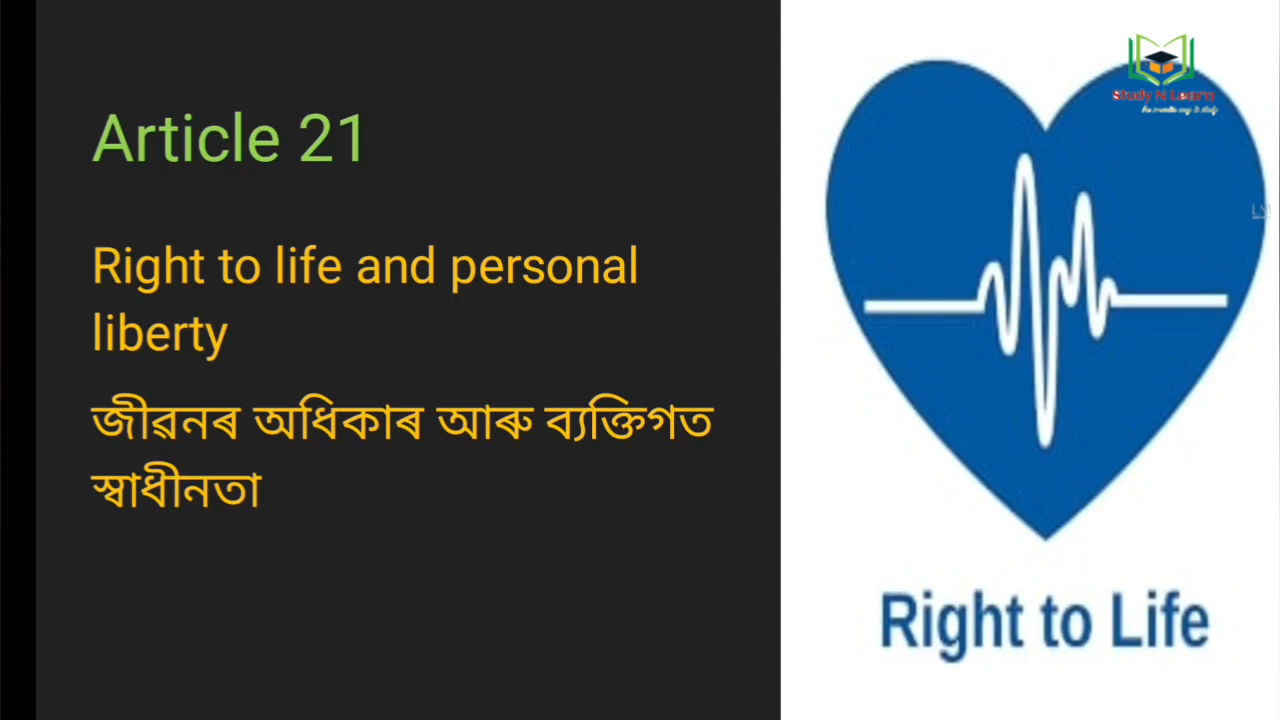 Article 21
Right to life and personal
liberty
জীৱনৰ অধিকাৰ আৰু ব্যক্তিগত
স্বাধীনতা
Study N Learn
Right to Life